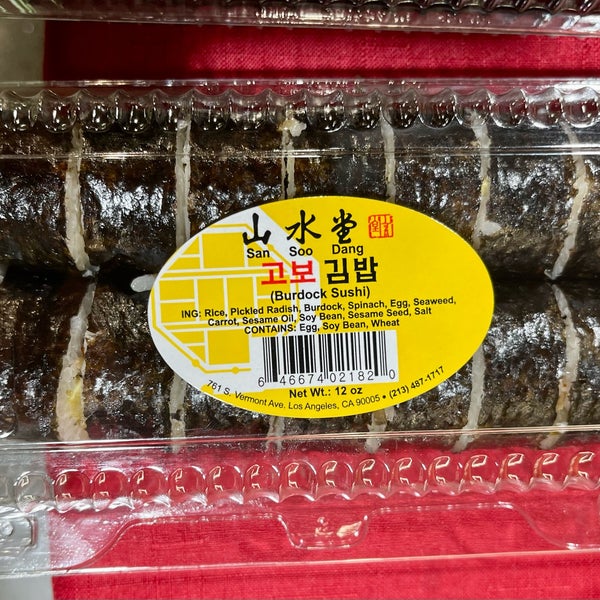 山 水 堂
San Soo Dang
고보 김밥
(Burdock Sushi)
ING: Rice, Pickled Radish, Burdock, Spinach, Egg, Seaweed,
Carrot, Sesame Oil, Soy Bean, Sesame Seed, Salt
CONTAINS: Egg, Soy Bean, Wheat
6 46674 02182 0
Net Wt.: 12 oz
761 S. Vermont Ave. Los Angeles, CA 90005 • (213) 487-1717